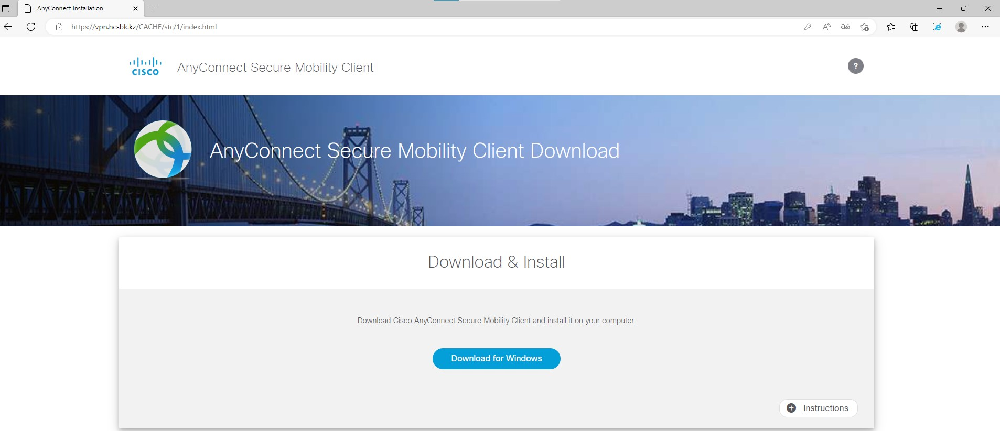 AnyConnect Installation
https://vpn.hcsbk.kz/CACHE/stc/1/index.html
CISCO
AnyConnect Secure Mobility Client
?
AnyConnect Secure Mobility Client Download
Download & Install
Download Cisco AnyConnect Secure Mobility Client and install it on your computer.
Download for Windows
Instructions